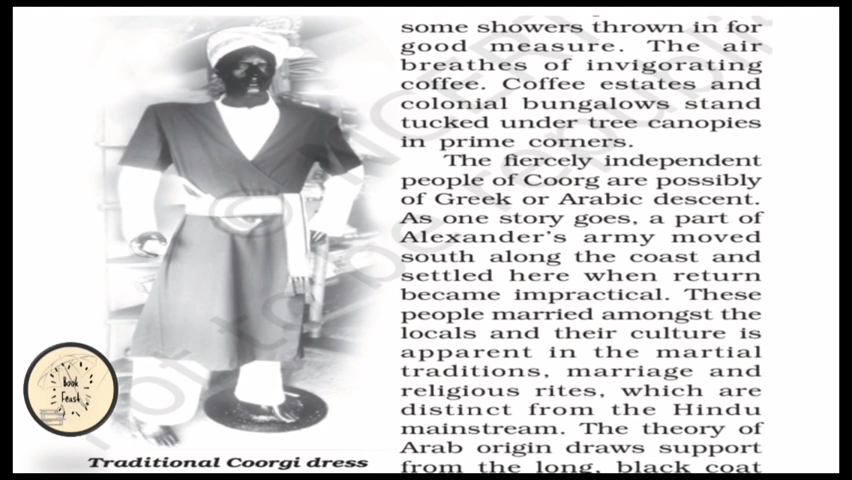 some showers thrown in for
good measure. The air
breathes of invigorating
coffee. Coffee estates and
colonial bungalows stand
tucked under tree canopies
in prime corners.
The fiercely independent
people of Coorg are possibly
of Greek or Arabic descent.
As one story goes, a part of
Alexander's army moved
south along the coast and
settled here when return
became impractical. These
people married amongst the
locals and their culture is
apparent in the martial
traditions, marriage and
religious rites, which are
distinct from the Hindu
mainstream. The theory of
Arab origin draws support
from the long, black coat
Traditional Coorgi dress
Book
Feast
© NCERT
not to be republi